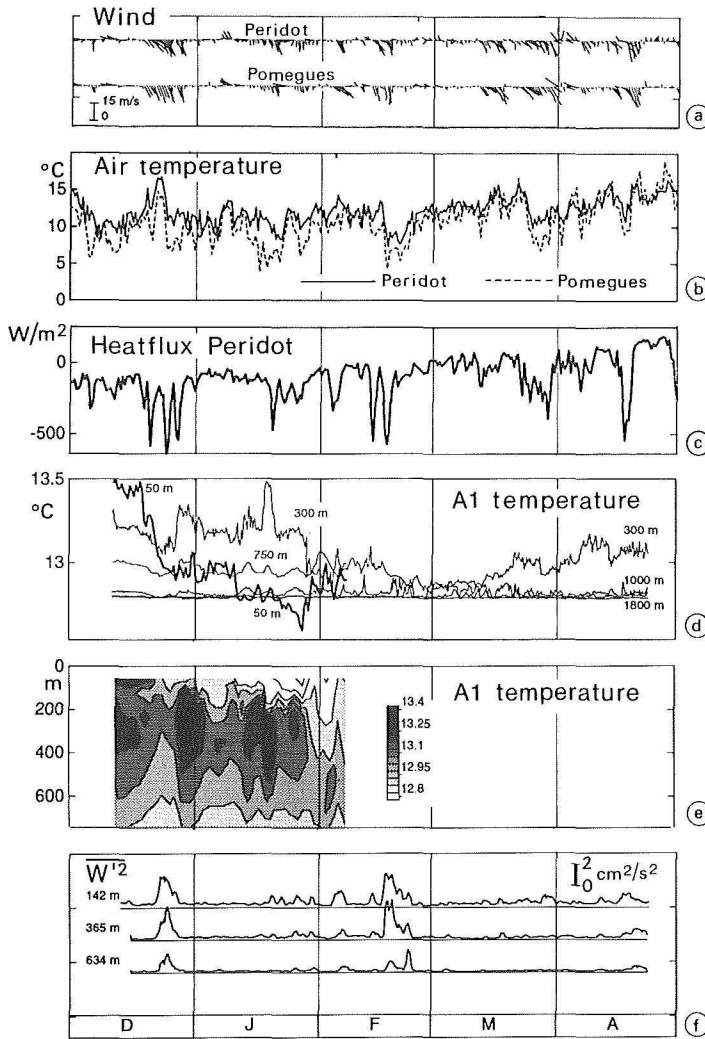 Wind
Peridot
Pomegues
15 m/s
0
a
°C
Air temperature
15
10
5
0
Peridot
Pomegues
b
W/m2
Heatflux Peridot
0
-500
c
13.5
°C
13
50 m
300 m
A1 temperature
300 m
750 m
1000 m
50 m
1800 m
d
0
m
200
400
600
A1 temperature
13.4
13.25
13.1
12.95
12.8
e
W'2
2
0 cm2/s2
142 m
365 m
634 m
D J F M A
f